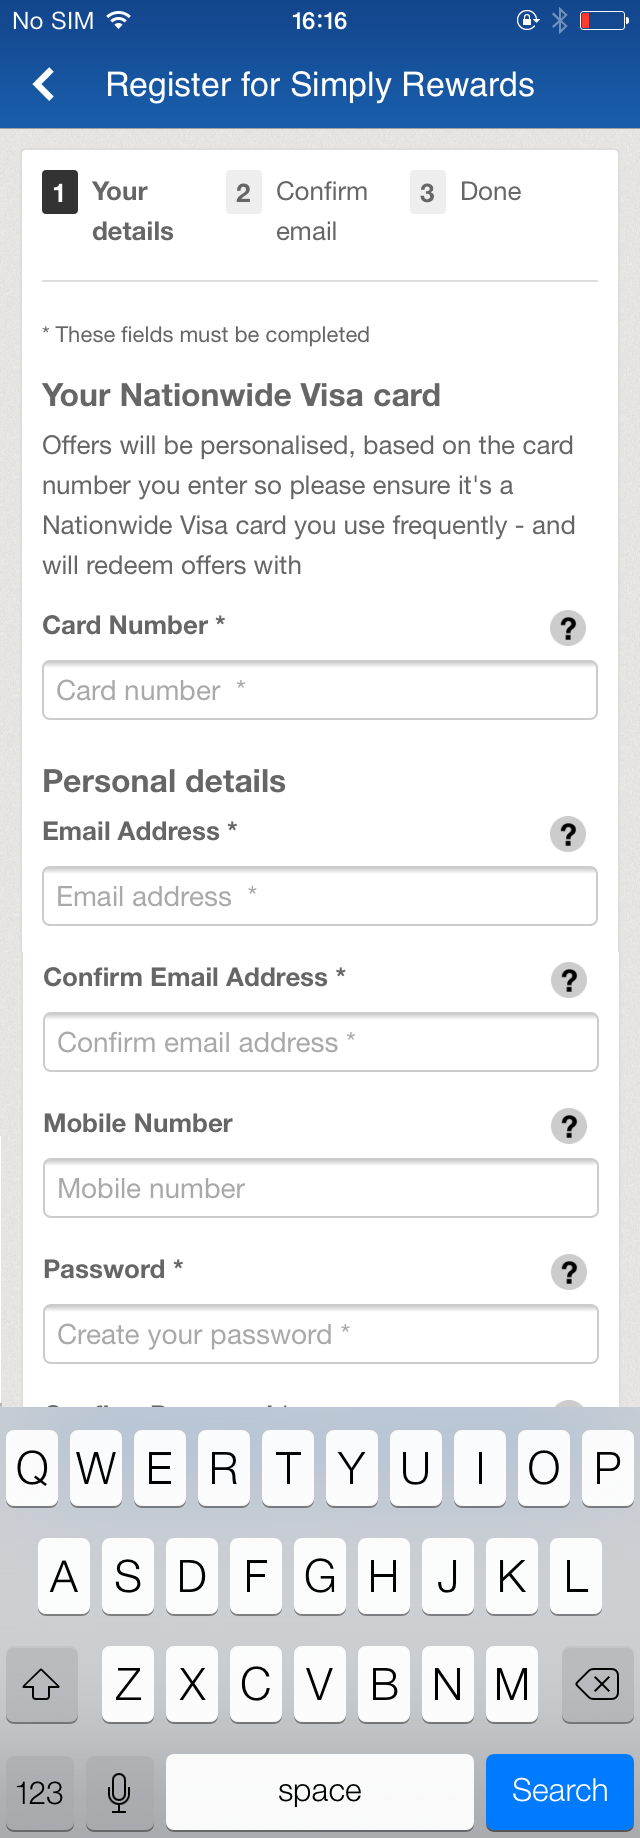 No SIM 16:16
Register for Simply Rewards
1 Your 2 Confirm 3 Done
details email
* These fields must be completed
Your Nationwide Visa card
Offers will be personalised, based on the card
number you enter so please ensure it's a
Nationwide Visa card you use frequently - and
will redeem offers with
Card Number * ?
Card number *
Personal details
Email Address * ?
Email address *
Confirm Email Address * ?
Confirm email address *
Mobile Number ?
Mobile number
Password * ?
Create your password *
Q W E R T Y U I O P
A S D F G H J K L
Z X C V B N M
123 space Search